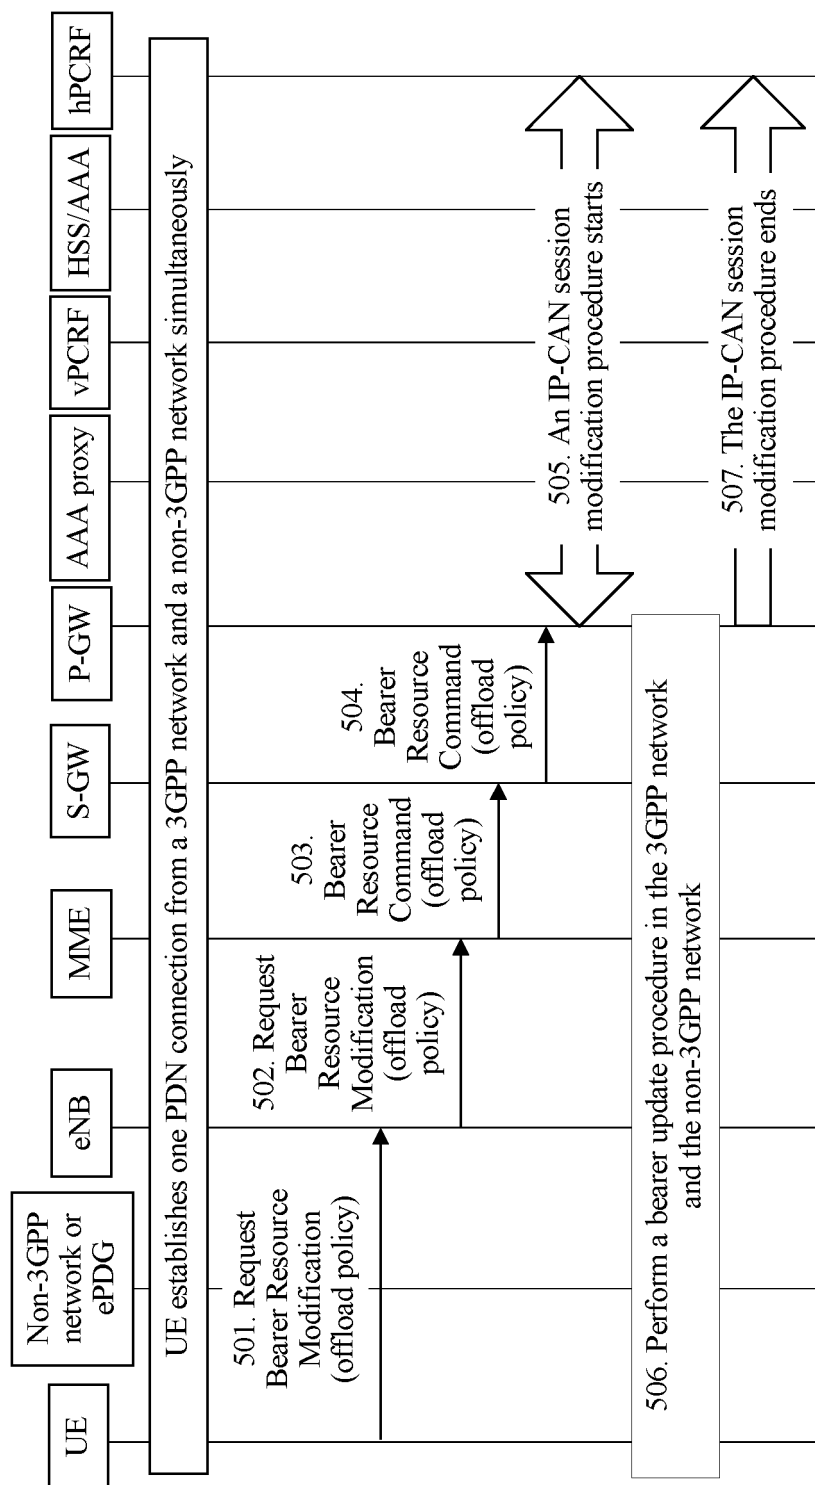 UE
Non-3GPP
network or
ePDG
eNB
MME
S-GW
P-GW
AAA proxy
vPCRF
HSS/AAA
hPCRF
UE establishes one PDN connection from a 3GPP network and a non-3GPP network simultaneously
501. Request
Bearer Resource
Modification
(offload policy)
502. Request
Bearer
Resource
Modification
(offload
policy)
503.
Bearer
Resource
Command
(offload
policy)
504.
Bearer
Resource
Command
(offload
policy)
505. An IP-CAN session
modification procedure starts
506. Perform a bearer update procedure in the 3GPP network
and the non-3GPP network
507. The IP-CAN session
modification procedure ends